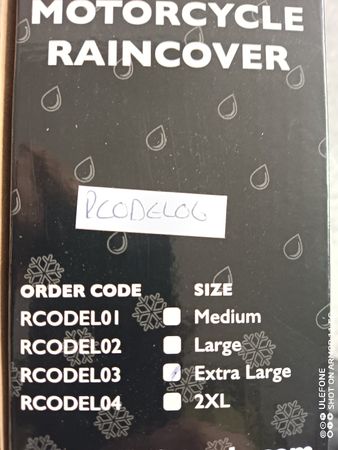 MOTORCYCLE
RAINCOVER
RCODEL06
ORDER CODE SIZE
RCODEL01 Medium
RCODEL02 Large
RCODEL03 Extra Large
RCODEL04 2XL
ULEFONE
SHOT ON ARMOR